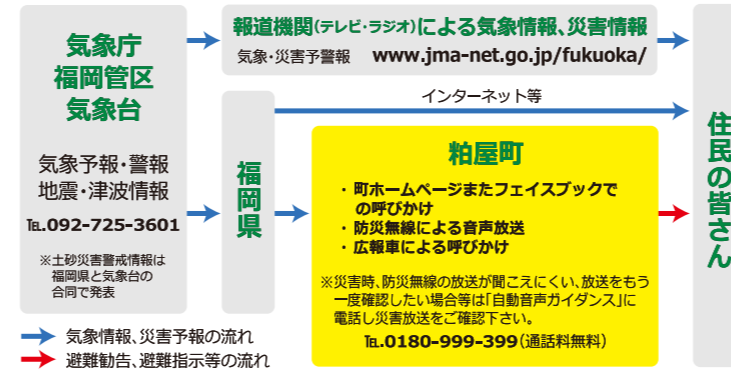 気象庁
福岡管区
気象台
気象予報・警報
地震・津波情報
℡.092-725-3601
※土砂災害警戒情報は
福岡県と気象台の
合同で発表
報道機関(テレビ・ラジオ)による気象情報、災害情報
気象・災害予警報 www.jma-net.go.jp/fukuoka/
インターネット等
福岡県
粕屋町
・町ホームページまたフェイスブックで
の呼びかけ
・防災無線による音声放送
・広報車による呼びかけ
※災害時、防災無線の放送が聞こえにくい、放送をもう
一度確認したい場合等は「自動音声ガイダンス」に
電話し災害放送をご確認下さい。
℡.0180-999-399(通話料無料)
住民の皆さん
気象情報、災害予報の流れ
避難勧告、避難指示等の流れ